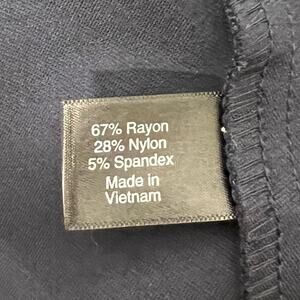 67% Rayon
28% Nylon
5% Spandex
Made in
Vietnam